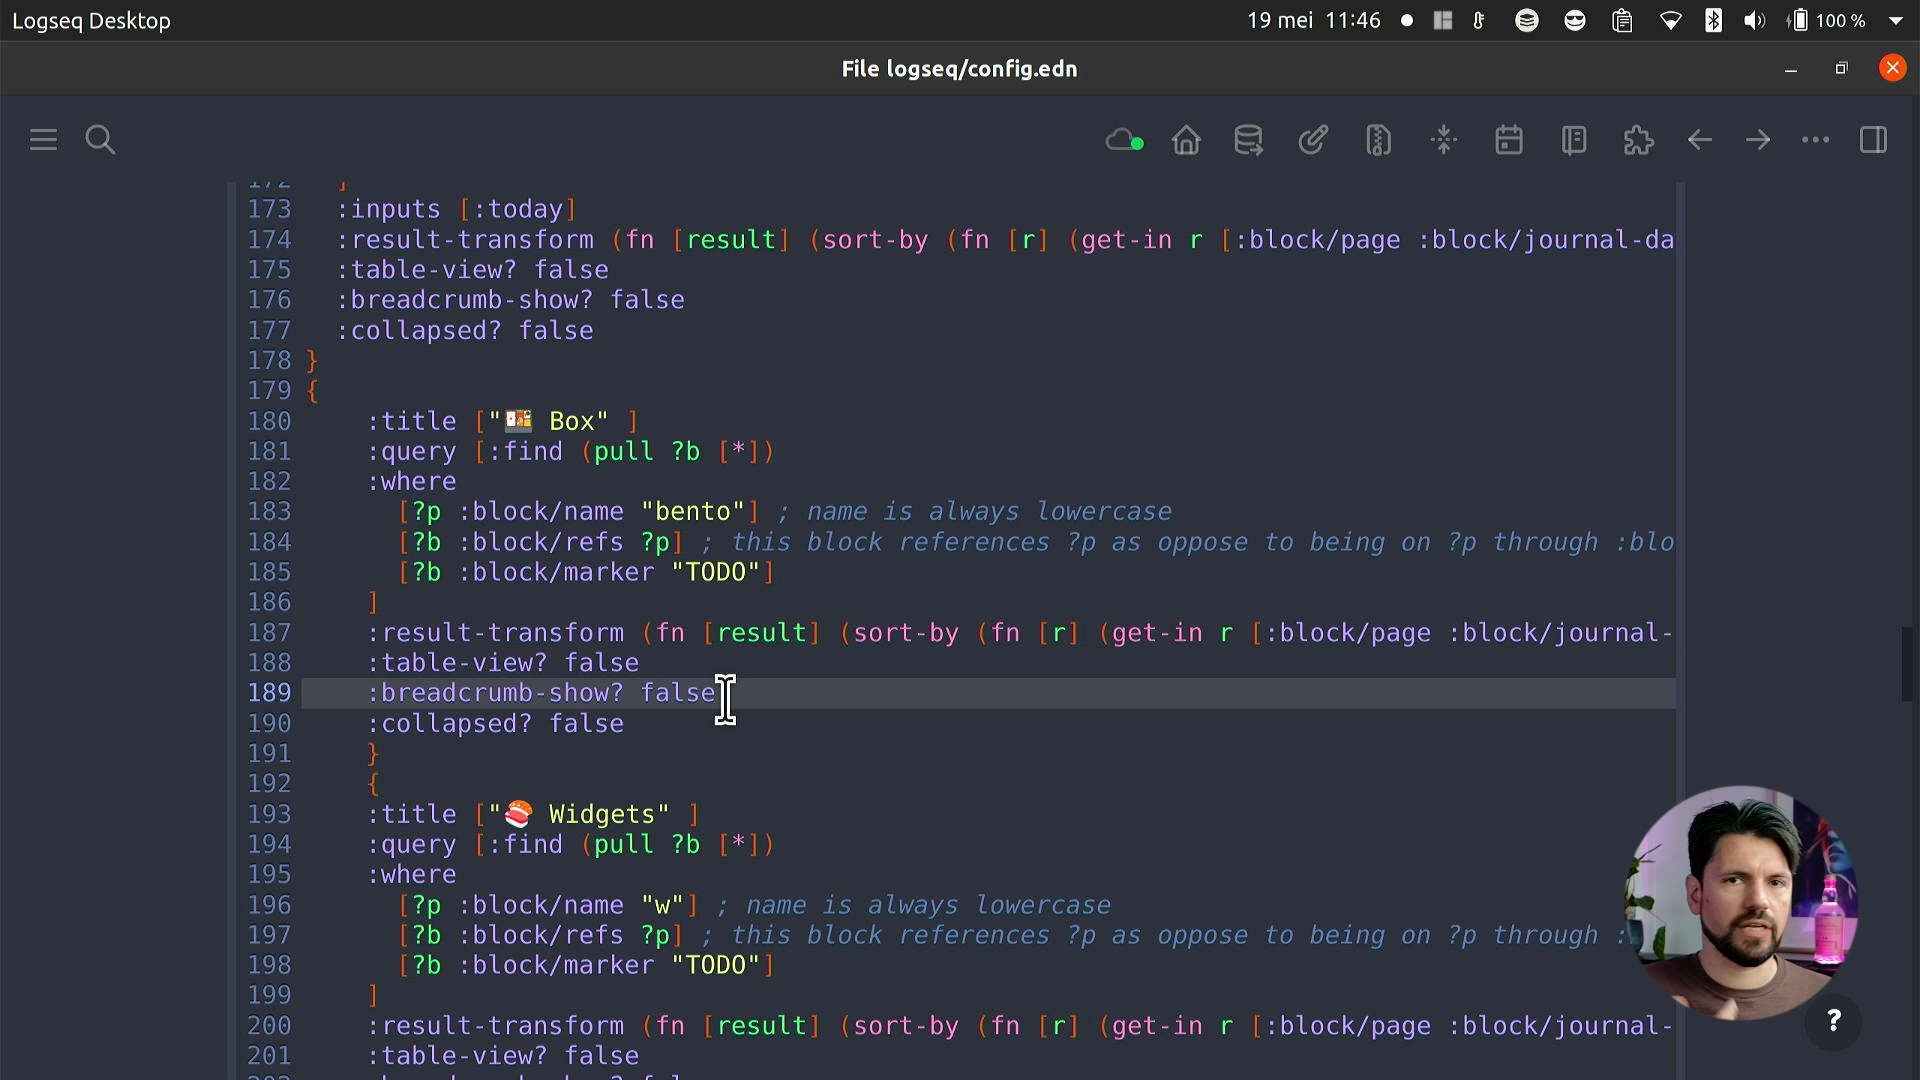 Logseq Desktop
19 mei 11:46
100 %
File logseq/config.edn
172 ]
173 :inputs [:today]
174 :result-transform (fn [result] (sort-by (fn [r] (get-in r [:block/page :block/journal-da
175 :table-view? false
176 :breadcrumb-show? false
177 :collapsed? false
178 }
179 {
180 :title ["🍱 Box" ]
181 :query [:find (pull ?b [*])
182 :where
183 [?p :block/name "bento"] ; name is always lowercase
184 [?b :block/refs ?p] ; this block references ?p as oppose to being on ?p through :blo
185 [?b :block/marker "TODO"]
186 ]
187 :result-transform (fn [result] (sort-by (fn [r] (get-in r [:block/page :block/journal-
188 :table-view? false
189 :breadcrumb-show? false
190 :collapsed? false
191 }
192 {
193 :title ["🍣 Widgets" ]
194 :query [:find (pull ?b [*])
195 :where
196 [?p :block/name "w"] ; name is always lowercase
197 [?b :block/refs ?p] ; this block references ?p as oppose to being on ?p through :
198 [?b :block/marker "TODO"]
199 ]
200 :result-transform (fn [result] (sort-by (fn [r] (get-in r [:block/page :block/journal-
201 :table-view? false
?